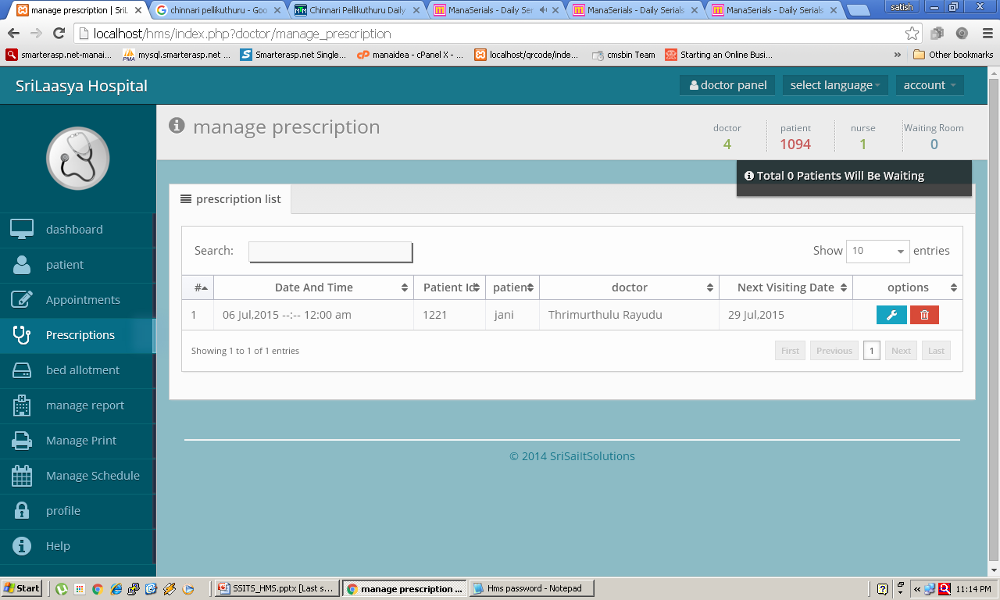 manage prescription | SriL
chinnari pellikuthuru - Goo
Chinnari Pellikuthuru Daily
ManaSerials - Daily Ser
ManaSerials - Daily Serials
ManaSerials - Daily Serials
satish
localhost/hms/index.php?doctor/manage_prescription
smarterasp.net-manai...
mysql.smarterasp.net ...
Smarterasp.net Single...
manaidea - cPanel X - ...
localhost/qrcode/inde...
cmsbin Team
Starting an Online Busi...
»
Other bookmarks
SriLaasya Hospital
doctor panel
select language
account
manage prescription
doctor patient nurse Waiting Room
4 1094 1 0
Total 0 Patients Will Be Waiting
dashboard
patient
Appointments
Prescriptions
bed allotment
manage report
Manage Print
Manage Schedule
profile
Help
prescription list
Search:
Show 10 entries
# Date And Time Patient Id patient doctor Next Visiting Date options
1 06 Jul,2015 --:-- 12:00 am 1221 jani Thrimurthulu Rayudu 29 Jul,2015
Showing 1 to 1 of 1 entries
First Previous 1 Next Last
© 2014 SriSaiItSolutions
Start
SSITS_HMS.pptx [Last s...
manage prescription ...
Hms password - Notepad
«
11:14 PM